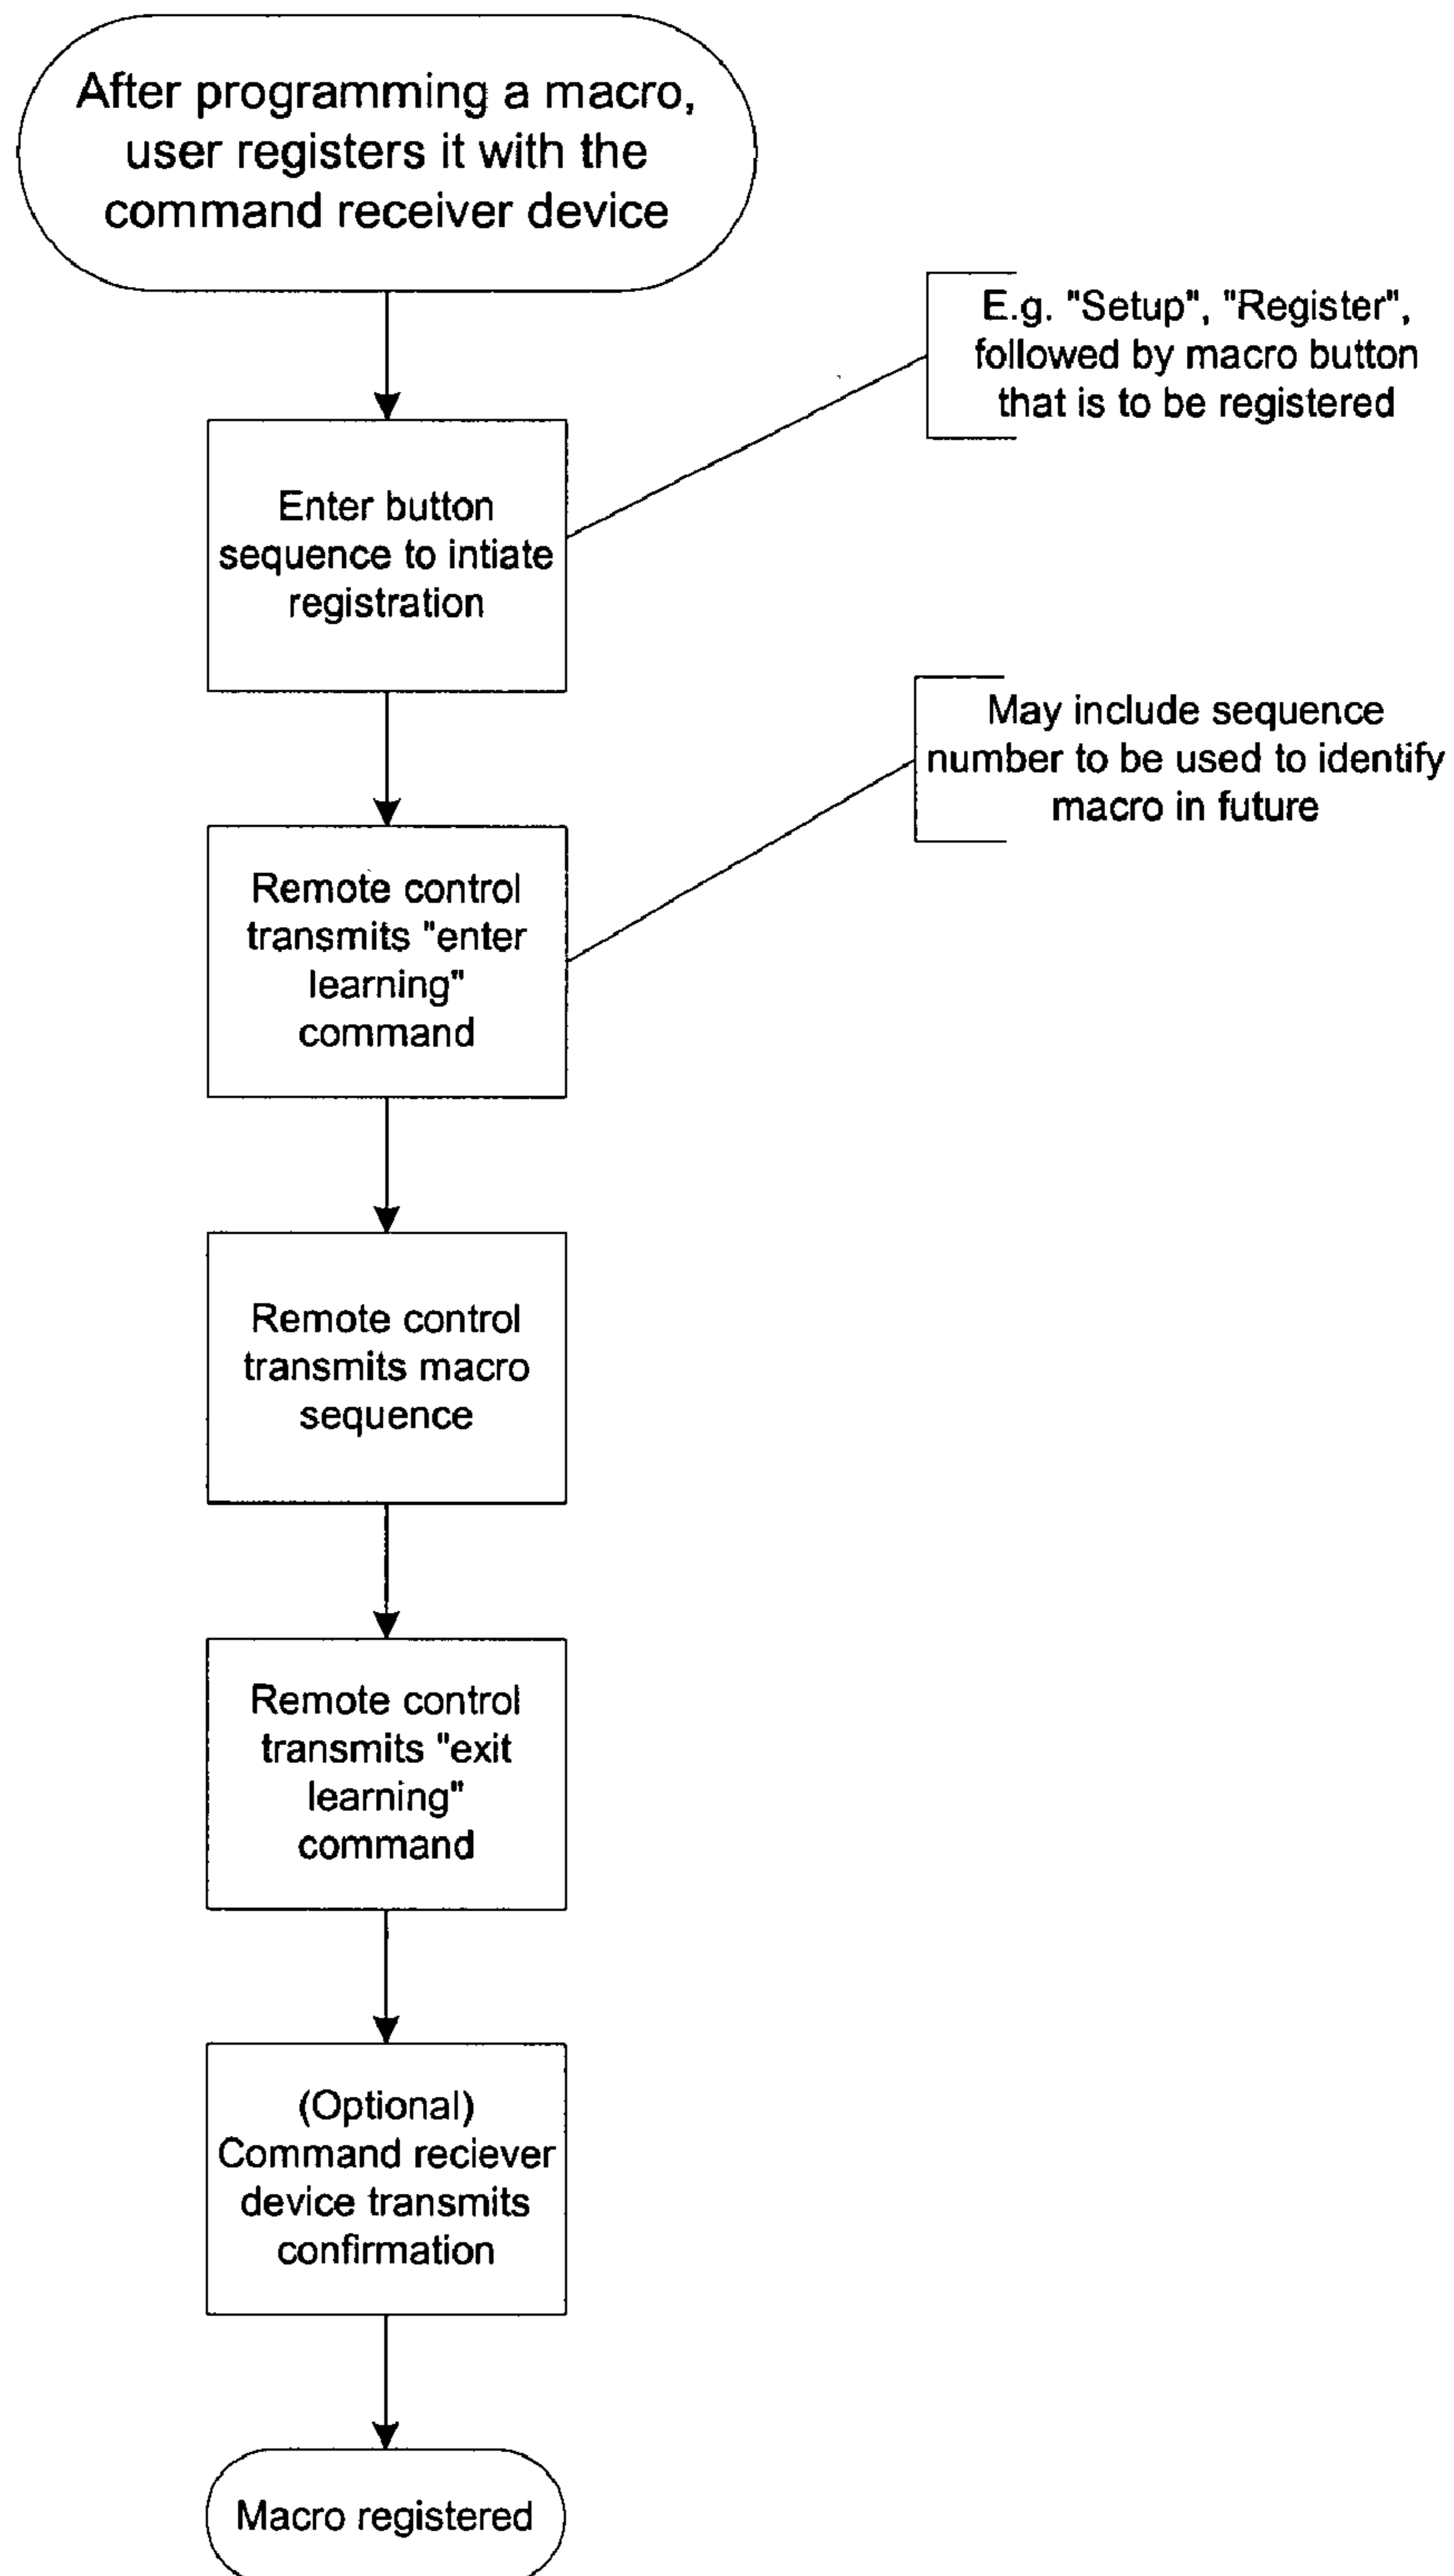 After programming a macro,
user registers it with the
command receiver device
E.g. "Setup", "Register",
followed by macro button
that is to be registered
Enter button
sequence to intiate
registration
May include sequence
number to be used to identify
macro in future
Remote control
transmits "enter
learning"
command
Remote control
transmits macro
sequence
Remote control
transmits "exit
learning"
command
(Optional)
Command reciever
device transmits
confirmation
Macro registered